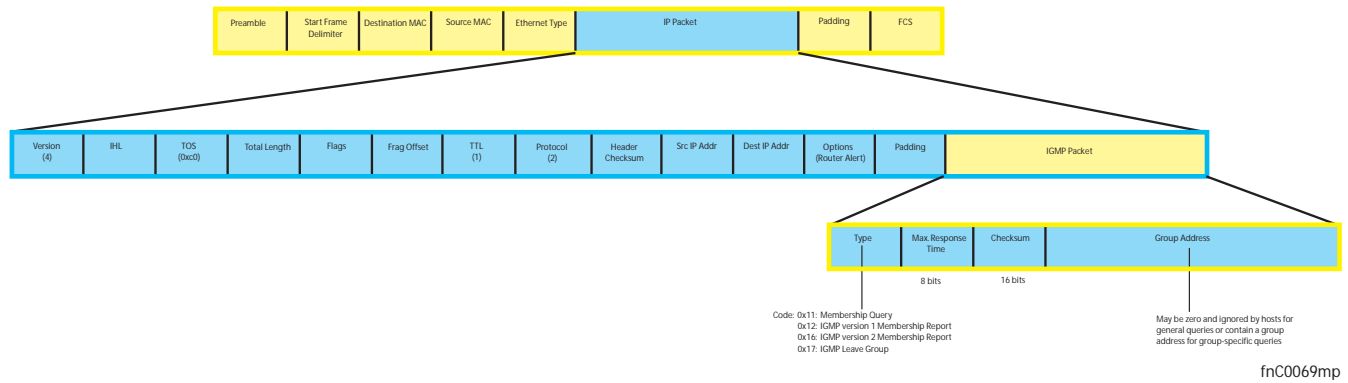 Preamble
Start Frame
Delimiter
Destination MAC
Source MAC
Ethernet Type
IP Packet
Padding
FCS
Version
(4)
IHL
TOS
(0xc0)
Total Length
Flags
Frag Offset
TTL
(1)
Protocol
(2)
Header
Checksum
Src IP Addr
Dest IP Addr
Options
(Router Alert)
Padding
IGMP Packet
Type
Max. Response
Time
Checksum
Group Address
8 bits
16 bits
Code: 0x11: Membership Query
0x12: IGMP version 1 Membership Report
0x16: IGMP version 2 Membership Report
0x17: IGMP Leave Group
May be zero and ignored by hosts for
general queries or contain a group
address for group-specific queries
fnC0069mp